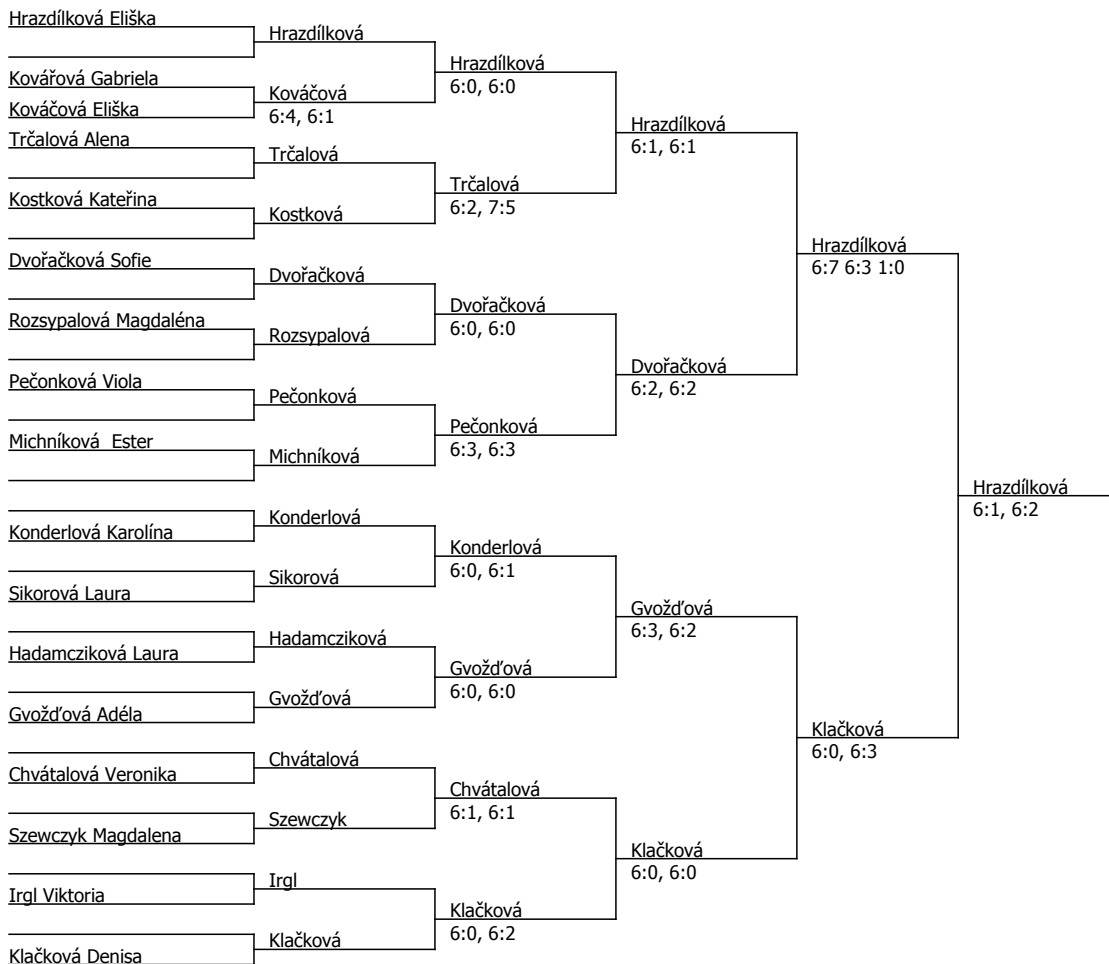 Hrazdílková Eliška
Hrazdílková
Hrazdílková
6:0, 6:0
Kovářová Gabriela
Kováčová
6:4, 6:1
Kováčová Eliška
Hrazdílková
6:1, 6:1
Trčalová Alena
Trčalová
Trčalová
6:2, 7:5
Kostková Kateřina
Kostková
Hrazdílková
6:7 6:3 1:0
Dvořačková Sofie
Dvořačková
Dvořačková
6:0, 6:0
Rozsypalová Magdaléna
Rozsypalová
Dvořačková
6:2, 6:2
Pečonková Viola
Pečonková
Pečonková
6:3, 6:3
Michníková  Ester
Michníková
Hrazdílková
6:1, 6:2
Konderlová
Konderlová Karolína
Konderlová
6:0, 6:1
Sikorová
Sikorová Laura
Gvožďová
6:3, 6:2
Hadamcziková
Hadamcziková Laura
Gvožďová
6:0, 6:0
Gvožďová
Gvožďová Adéla
Klačková
6:0, 6:3
Chvátalová
Chvátalová Veronika
Chvátalová
6:1, 6:1
Szewczyk
Szewczyk Magdalena
Klačková
6:0, 6:0
Irgl
Irgl Viktoria
Klačková
6:0, 6:2
Klačková
Klačková Denisa